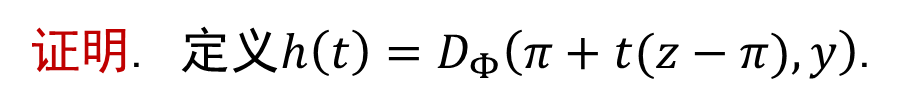 证明. 定义h(t) = D_Φ(π + t(z − π), y).